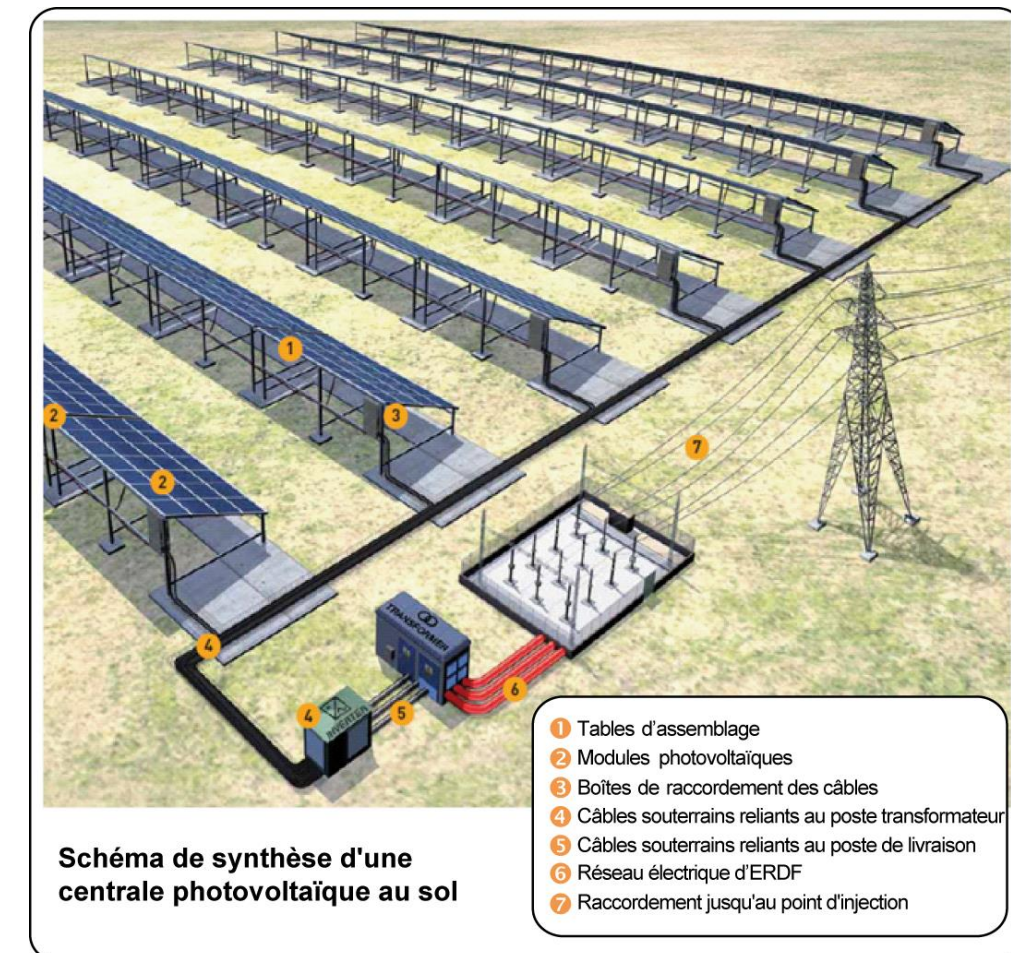 1
2
2
3
7
TRANSFORMER
4
6
4
INVERTER
5
1 Tables d'assemblage
2 Modules photovoltaïques
3 Boîtes de raccordement des câbles
4 Câbles souterrains reliants au poste transformateur
5 Câbles souterrains reliants au poste de livraison
6 Réseau électrique d'ERDF
7 Raccordement jusqu'au point d'injection
Schéma de synthèse d'une
centrale photovoltaïque au sol